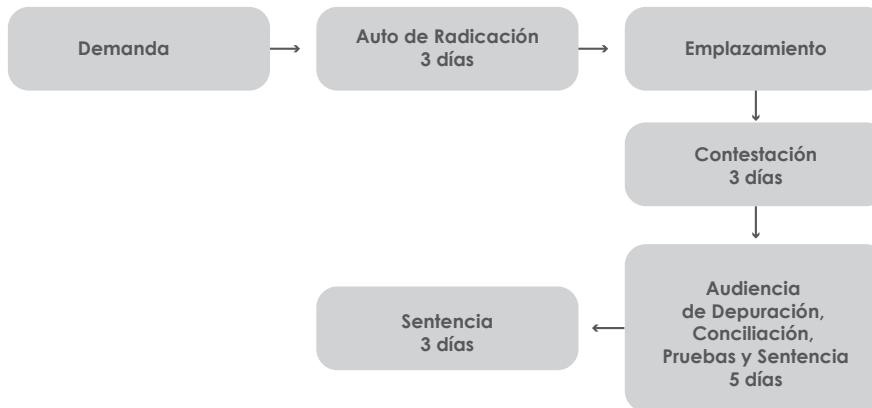 Demanda
Auto de Radicación
3 días
Emplazamiento
Contestación
3 días
Audiencia
de Depuración,
Conciliación,
Pruebas y Sentencia
5 días
Sentencia
3 días